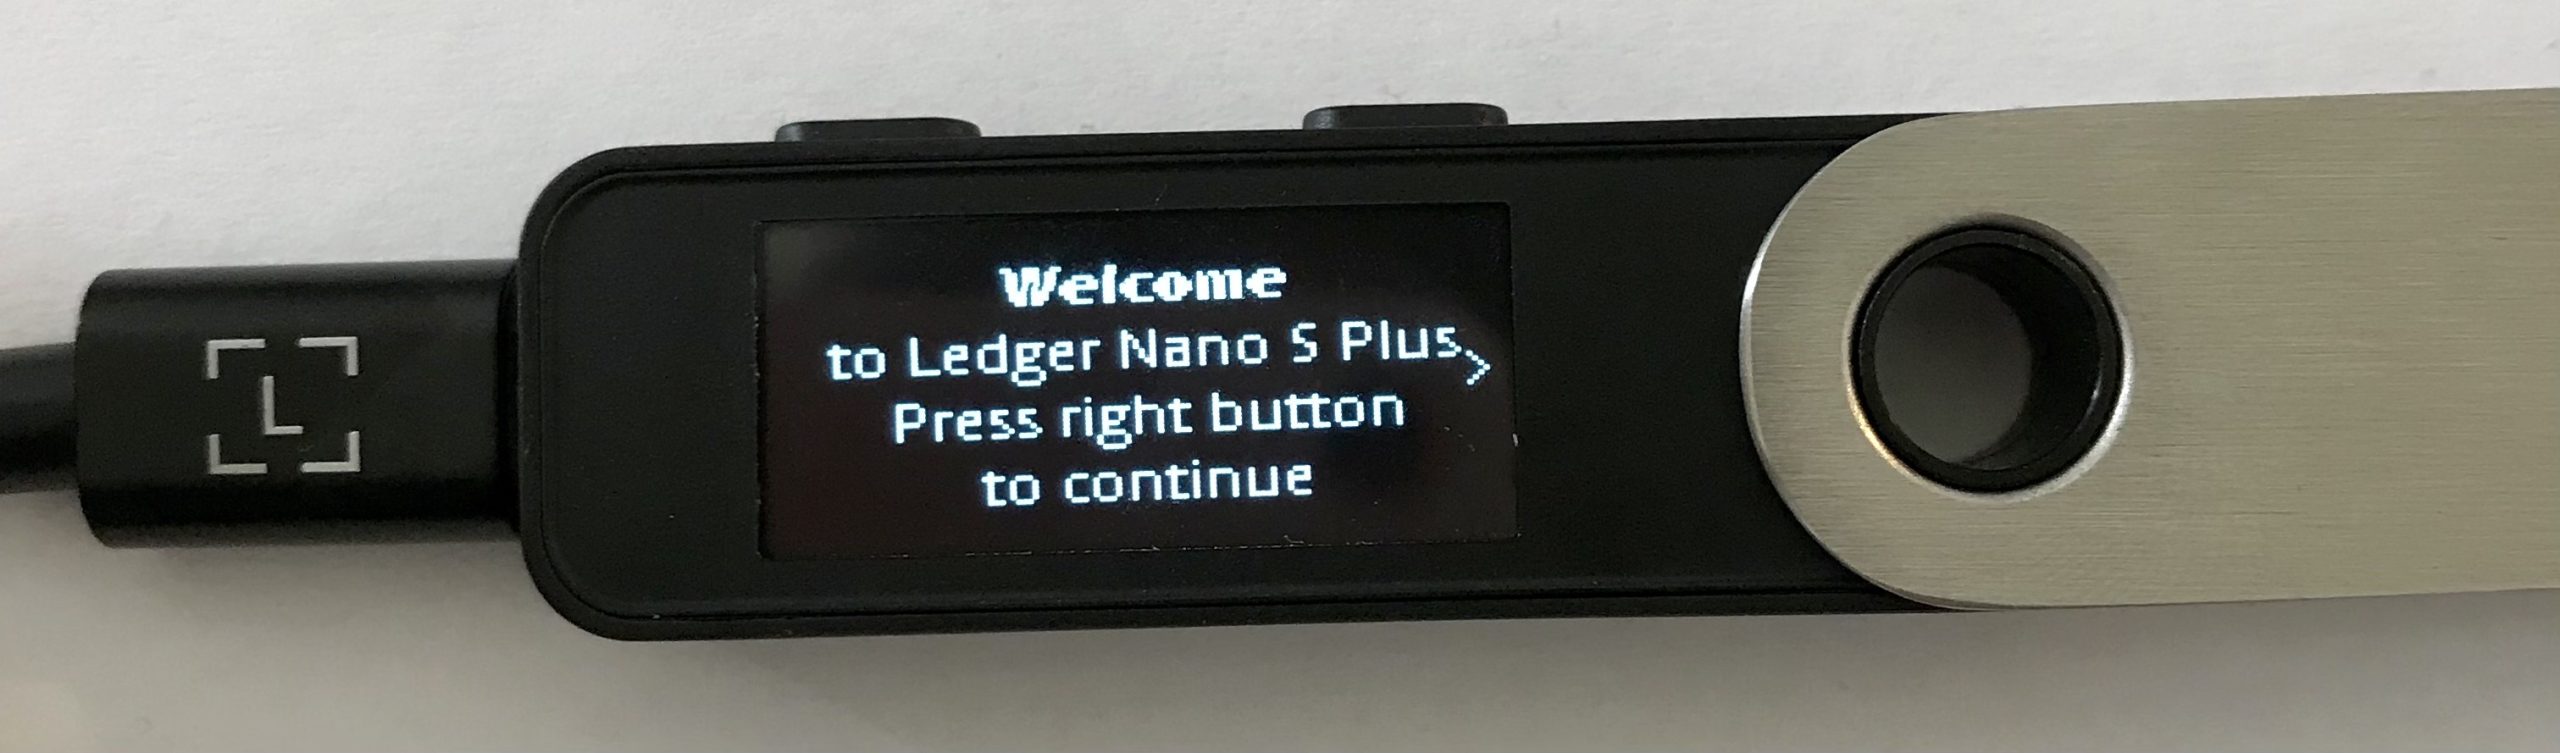 L
Welcome
to Ledger Nano S Plus.
Press right button
to continue